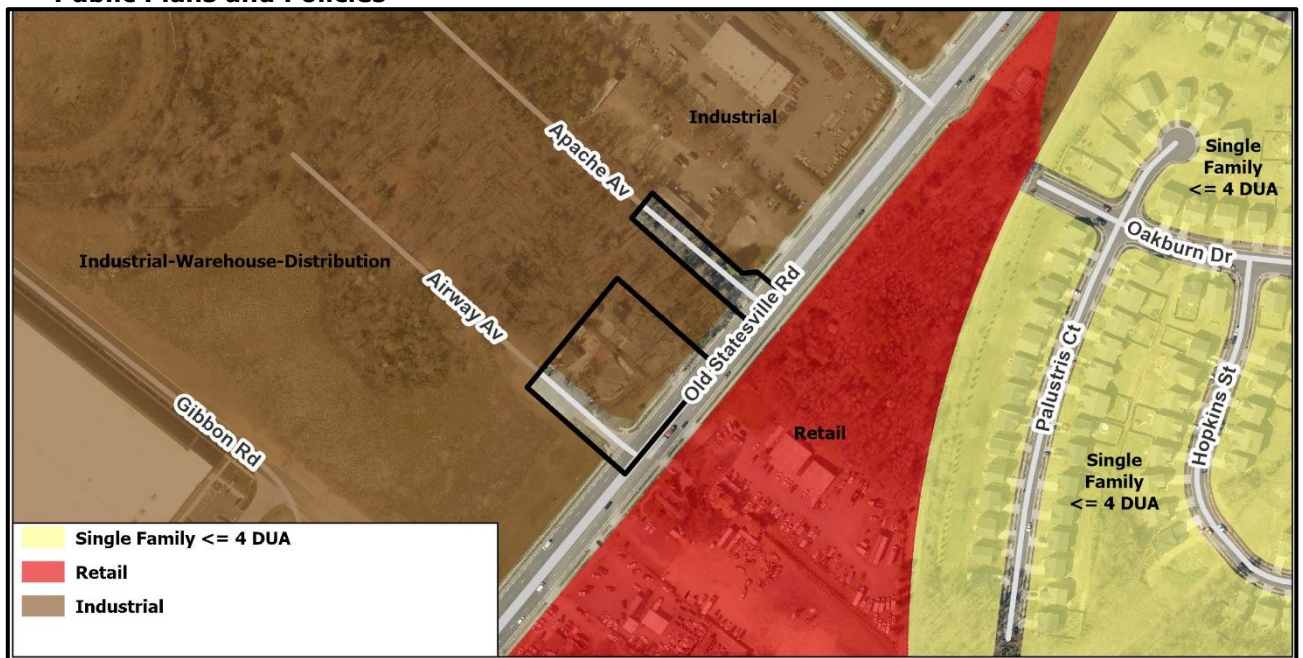 Public Plans and Policies
Industrial
Apache Av
Single
Family
<= 4 DUA
Oakburn Dr
Industrial-Warehouse-Distribution
Airway Av
Old Statesville Rd
Palustris Ct
Hopkins St
Gibbon Rd
Retail
Single
Family
<= 4 DUA
Single Family <= 4 DUA
Retail
Industrial